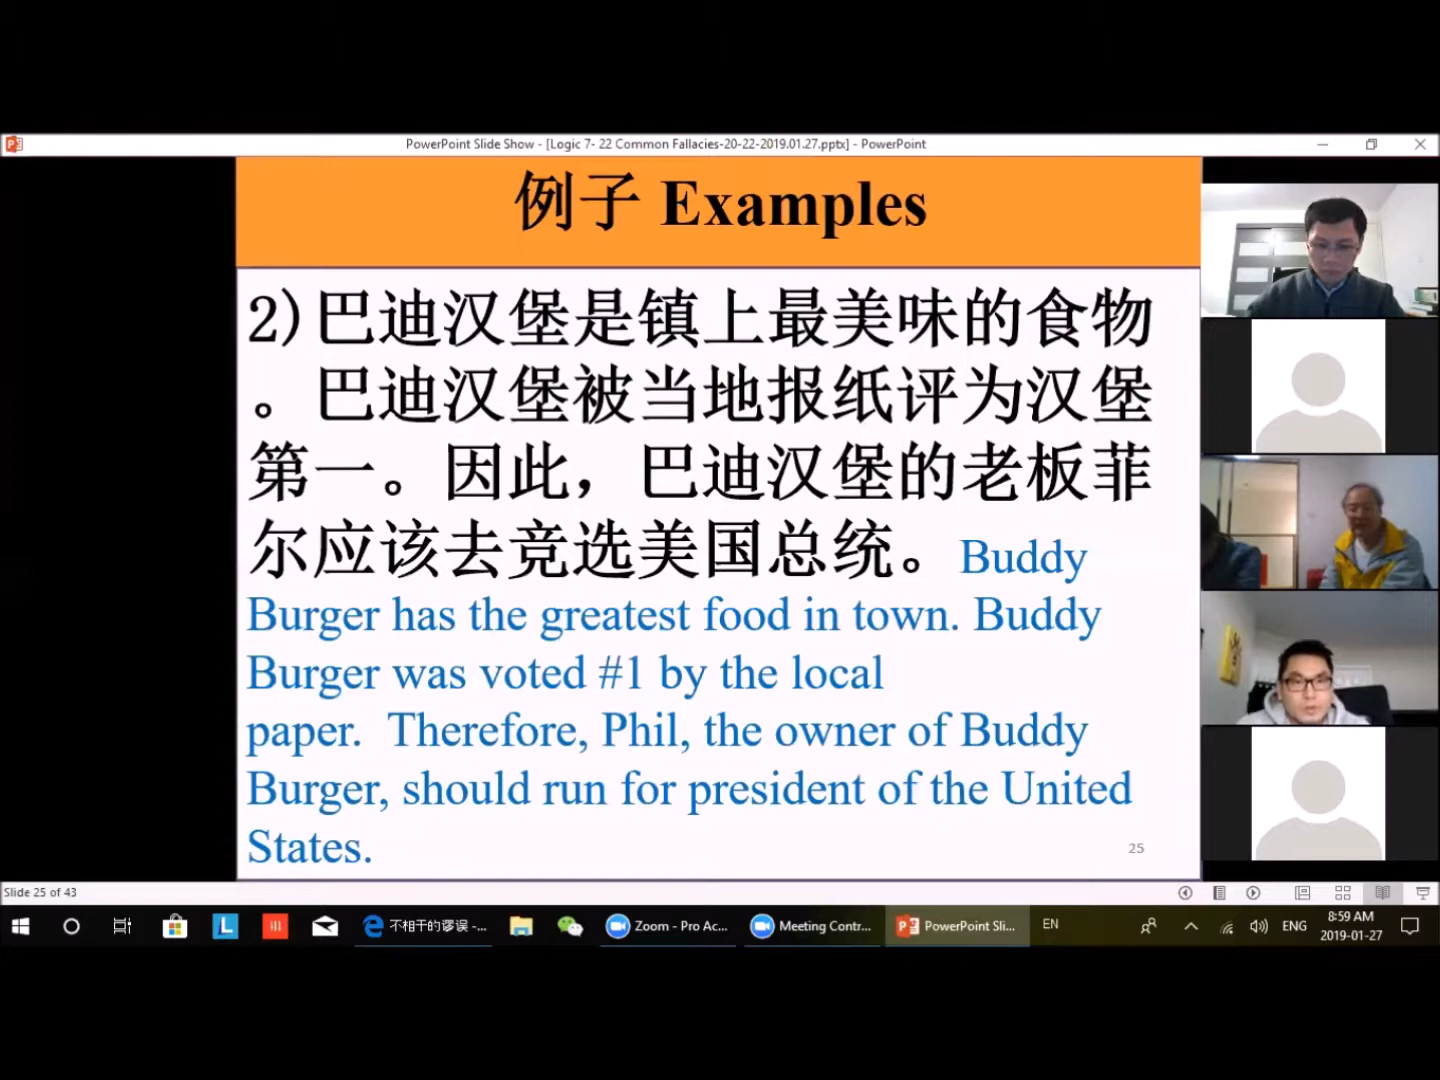 PowerPoint Slide Show - [Logic 7- 22 Common Fallacies-20-22-2019.01.27.pptx] - PowerPoint
例子 Examples
2)巴迪汉堡是镇上最美味的食物
。巴迪汉堡被当地报纸评为汉堡
第一。因此，巴迪汉堡的老板菲
尔应该去竞选美国总统。Buddy
Burger has the greatest food in town. Buddy
Burger was voted #1 by the local
paper.  Therefore, Phil, the owner of Buddy
Burger, should run for president of the United
States.
25
Slide 25 of 43
不相干的谬误 -...
Zoom - Pro Ac...
Meeting Contr...
PowerPoint Sli...
EN
ENG
8:59 AM
2019-01-27